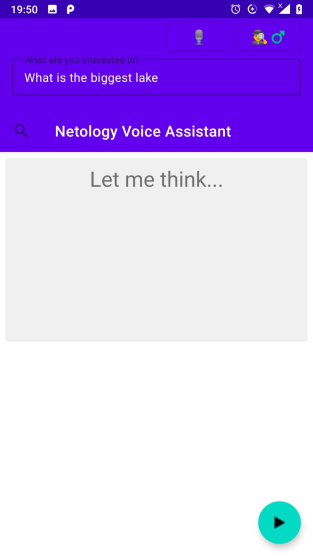 19:50
What are you interested in?
What is the biggest lake
Netology Voice Assistant
Let me think...